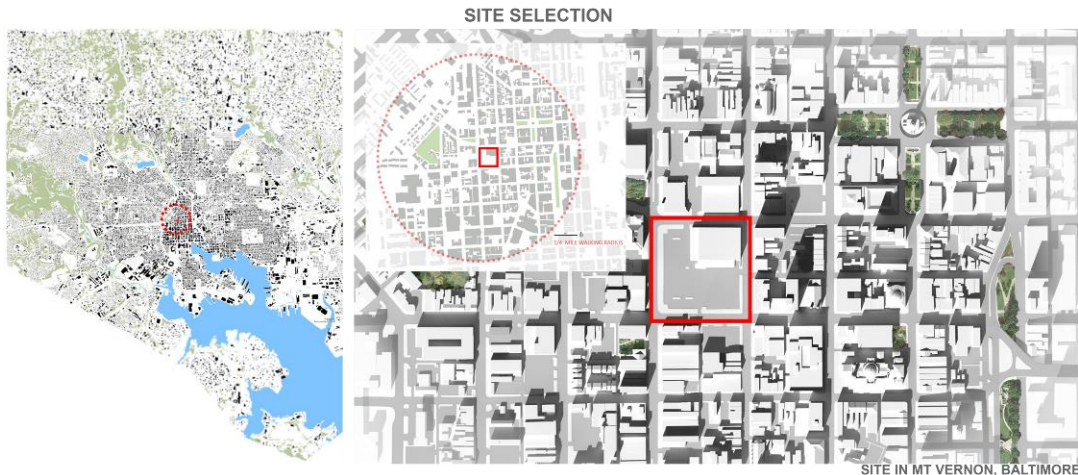 SITE SELECTION
1/4 -MILE WALKING RADIUS
SITE IN MT VERNON, BALTIMORE